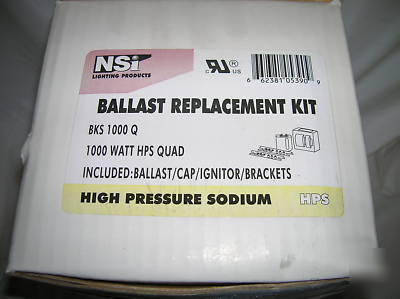 NSi
LIGHTING PRODUCTS
c RU US
6 62381 05390 9
BALLAST REPLACEMENT KIT
BKS 1000 Q
1000 WATT HPS QUAD
INCLUDED:BALLAST/CAP/IGNITOR/BRACKETS
HIGH PRESSURE SODIUM HPS